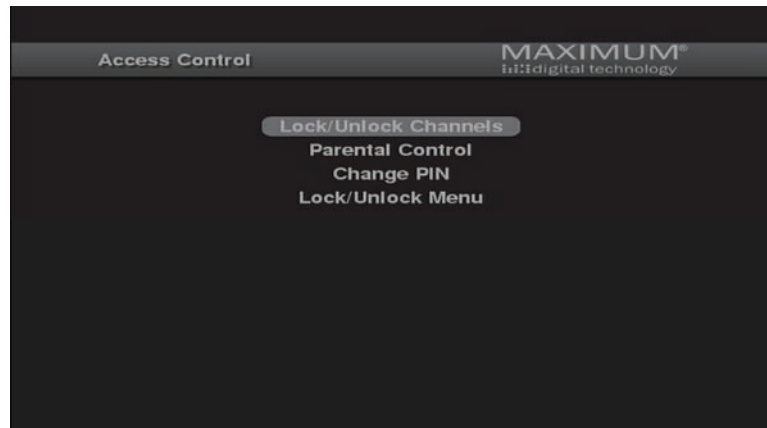 Access Control
MAXIMUM®
digital technology
Lock/Unlock Channels
Parental Control
Change PIN
Lock/Unlock Menu